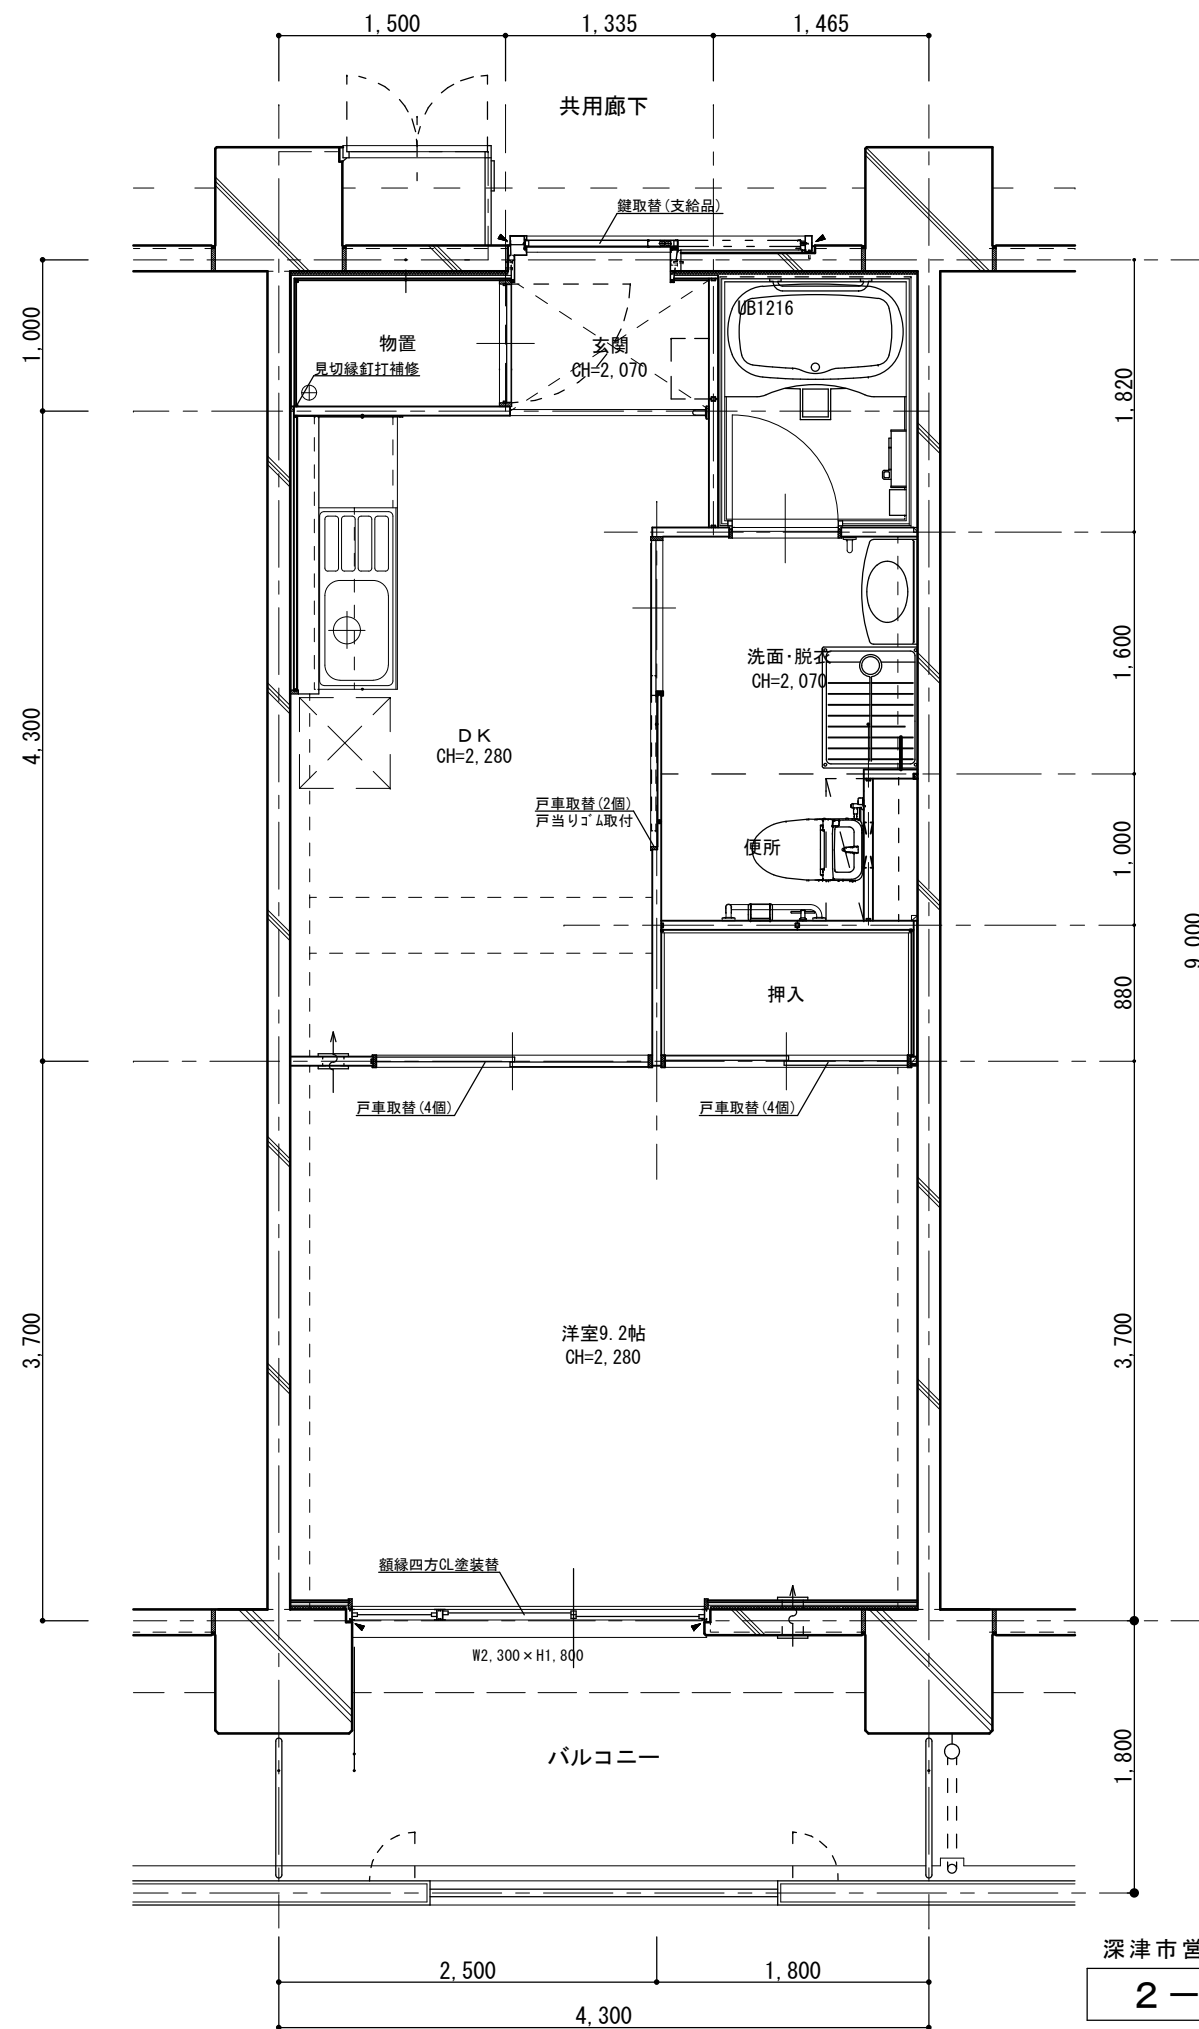 1,500
1,335
1,465
共用廊下
鍵取替(支給品)
UB1216
物置
玄関
CH=2,070
見切縁釘打補修
1,000
1,820
洗面･脱衣
CH=2,070
1,600
DK
CH=2,280
4,300
戸車取替(2個)
戸当りｺﾞﾑ取付
便所
1,000
9,000
押入
880
戸車取替(4個)
戸車取替(4個)
洋室9.2帖
CH=2,280
3,700
3,700
額縁四方CL塗装替
W2,300×H1,800
バルコニー
1,800
深津市営
2－
2,500
1,800
4,300